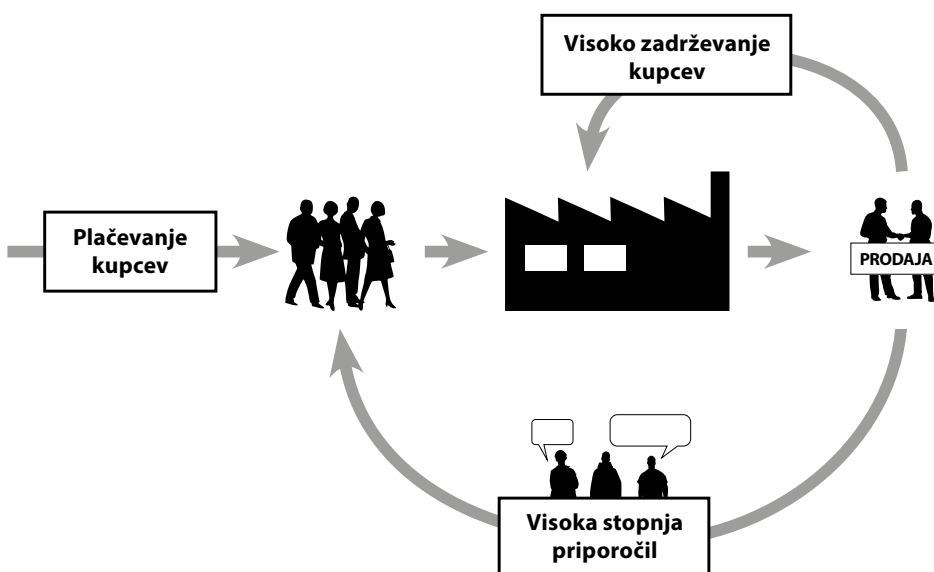 Visoko zadrževanje
kupcev
Plačevanje
kupcev
PRODAJA
Visoka stopnja
priporočil